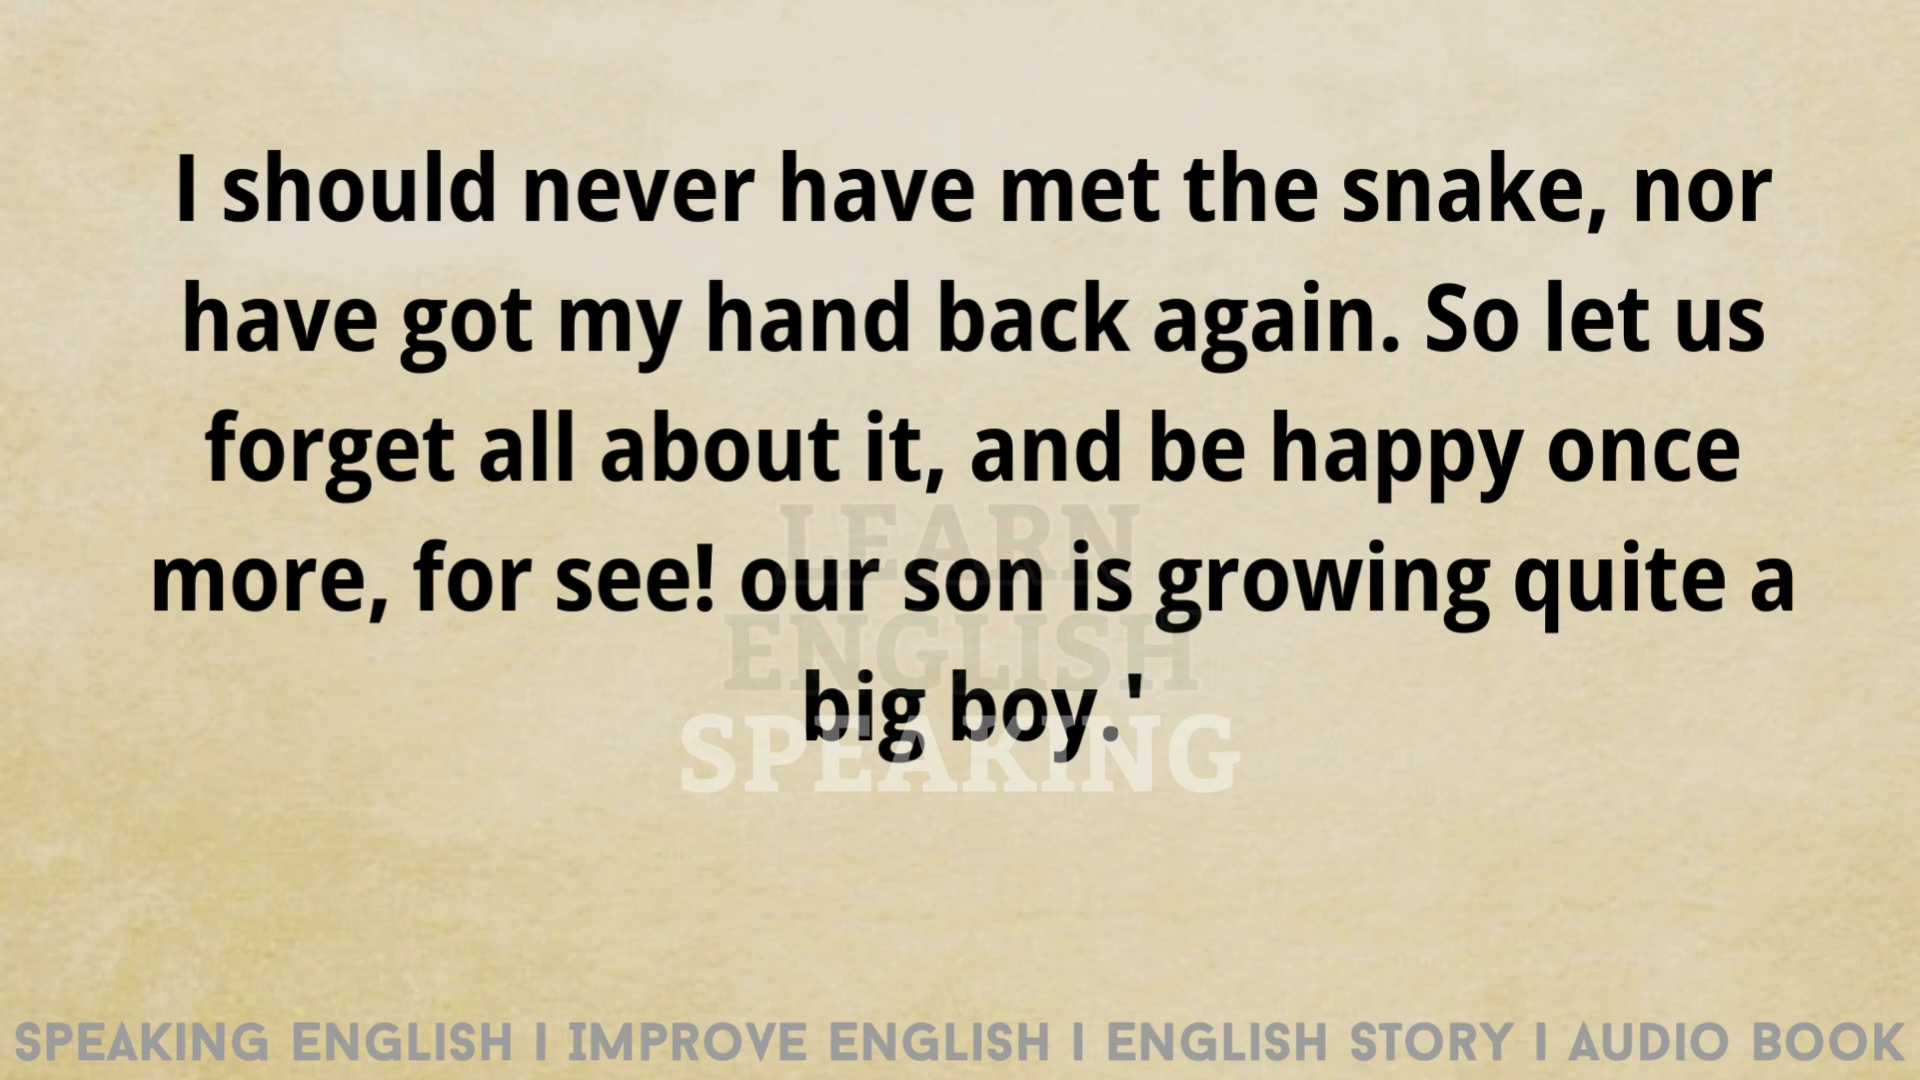 I should never have met the snake, nor
have got my hand back again. So let us
forget all about it, and be happy once
more, for see! our son is growing quite a
big boy.'
LEARN
ENGLISH
SPEAKING
SPEAKING ENGLISH I IMPROVE ENGLISH I ENGLISH STORY I AUDIO BOOK